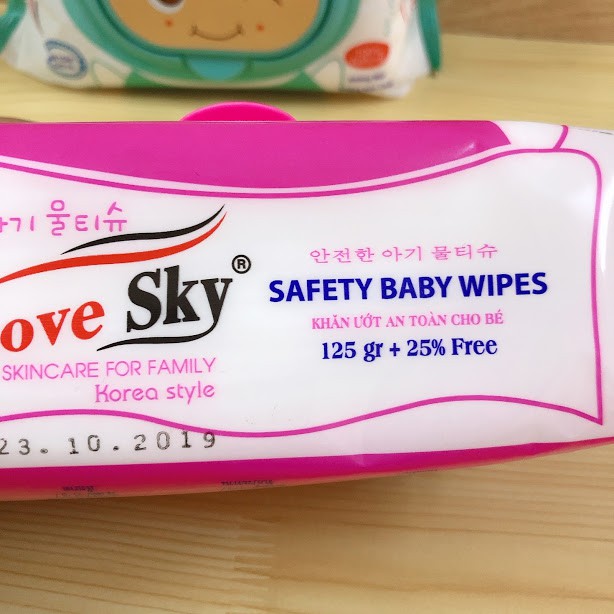 아기 물티슈
ove Sky®
SKINCARE FOR FAMILY
Korea style
23.10.2019
안전한 아기 물티슈
SAFETY BABY WIPES
KHĂN ƯỚT AN TOÀN CHO BÉ
125 gr + 25% Free